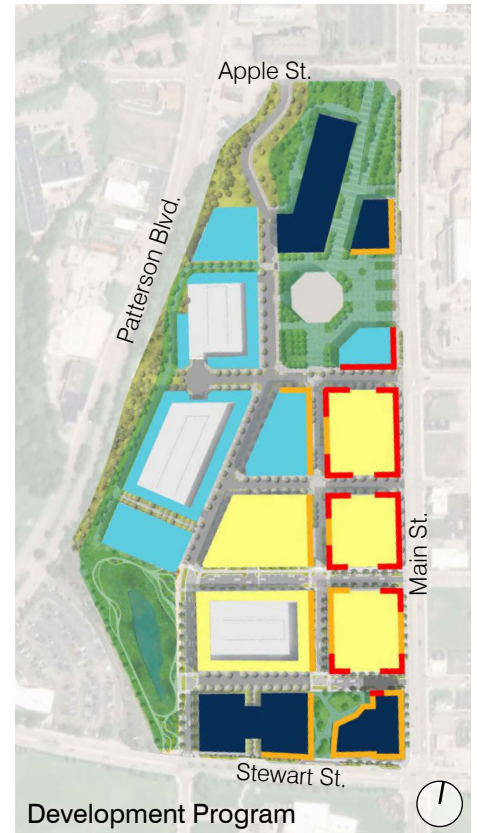 Apple St.
Patterson Blvd.
Main St.
Stewart St.
Development Program